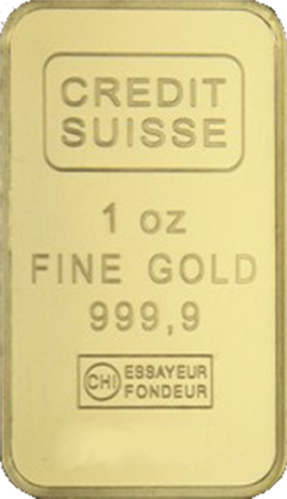 CREDIT
SUISSE
1 oz
FINE GOLD
999,9
CHI ESSAYEUR
FONDEUR